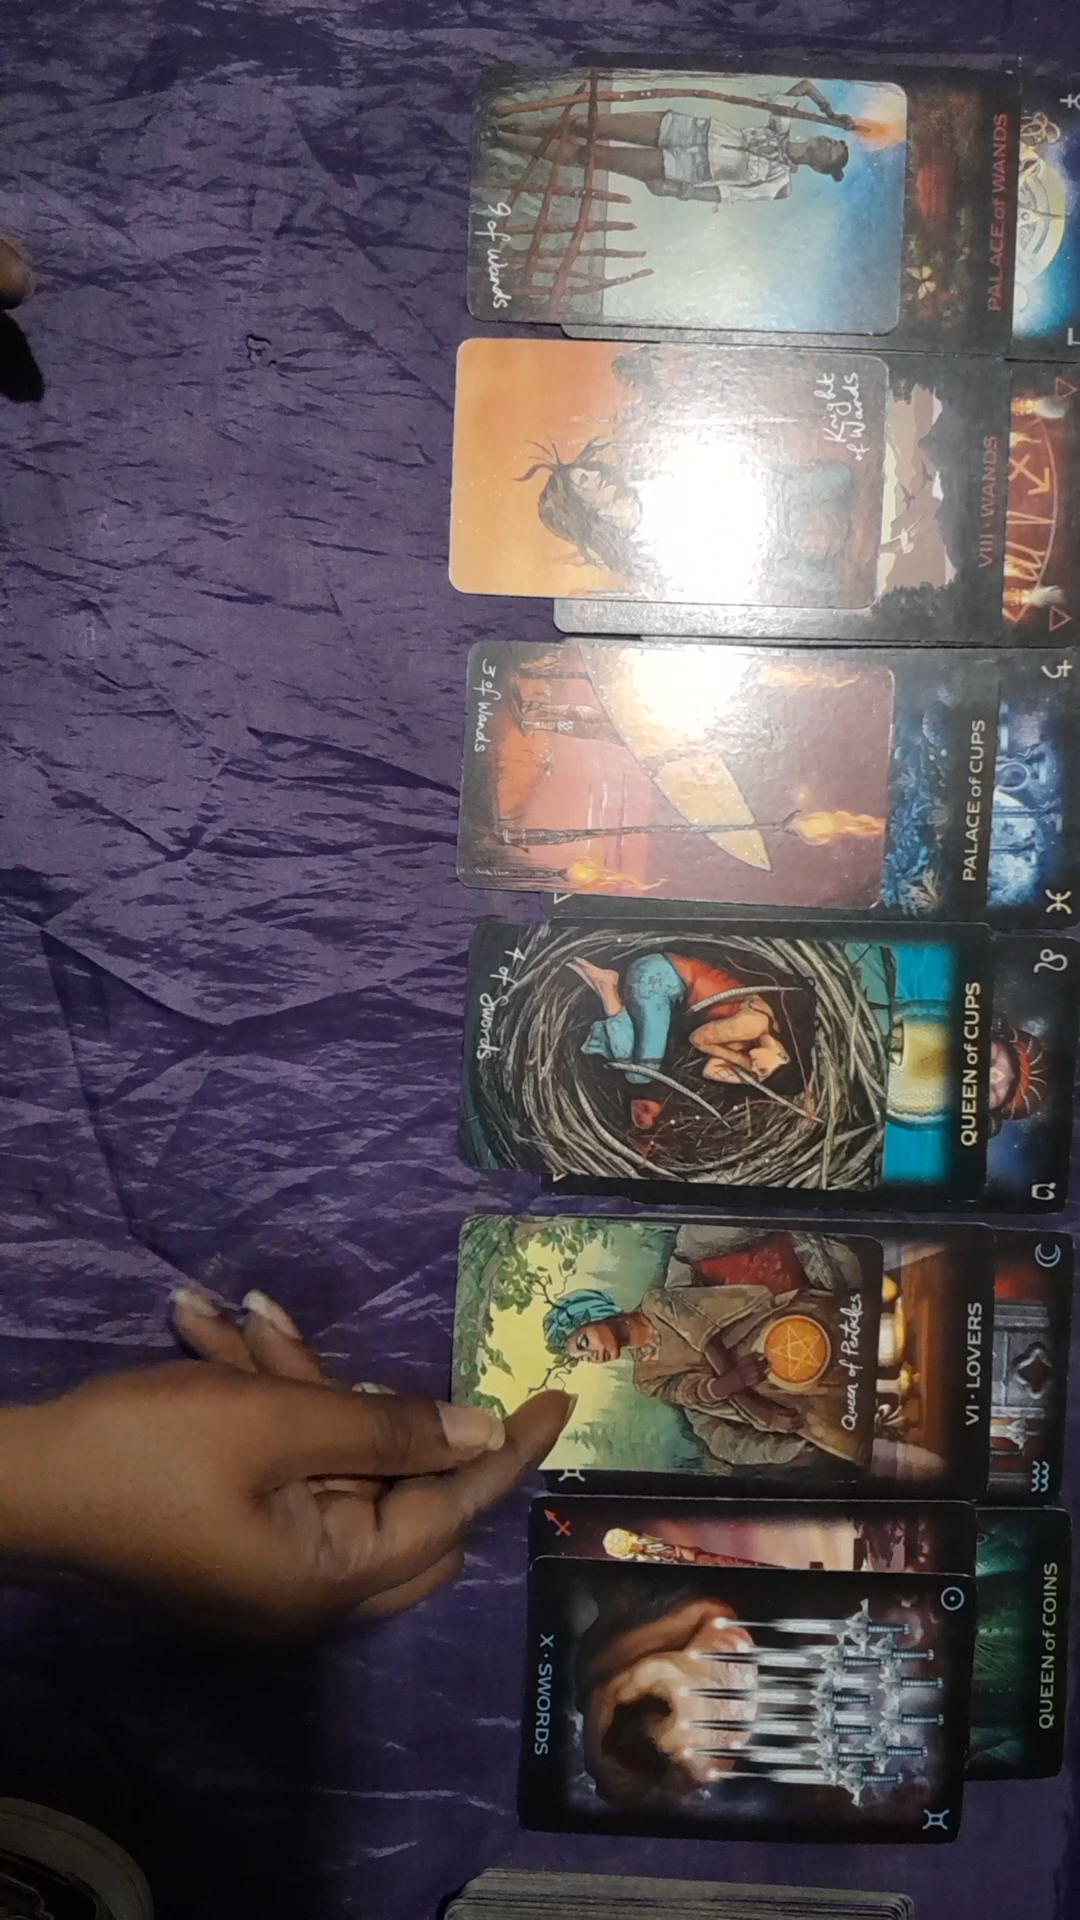 9 of Wands
PALACE of WANDS
Knight
of Wands
VIII · WANDS
3 of Wands
PALACE of CUPS
4 of Swords
QUEEN of CUPS
Queen of Pentacles
VI · LOVERS
X · SWORDS
QUEEN of COINS